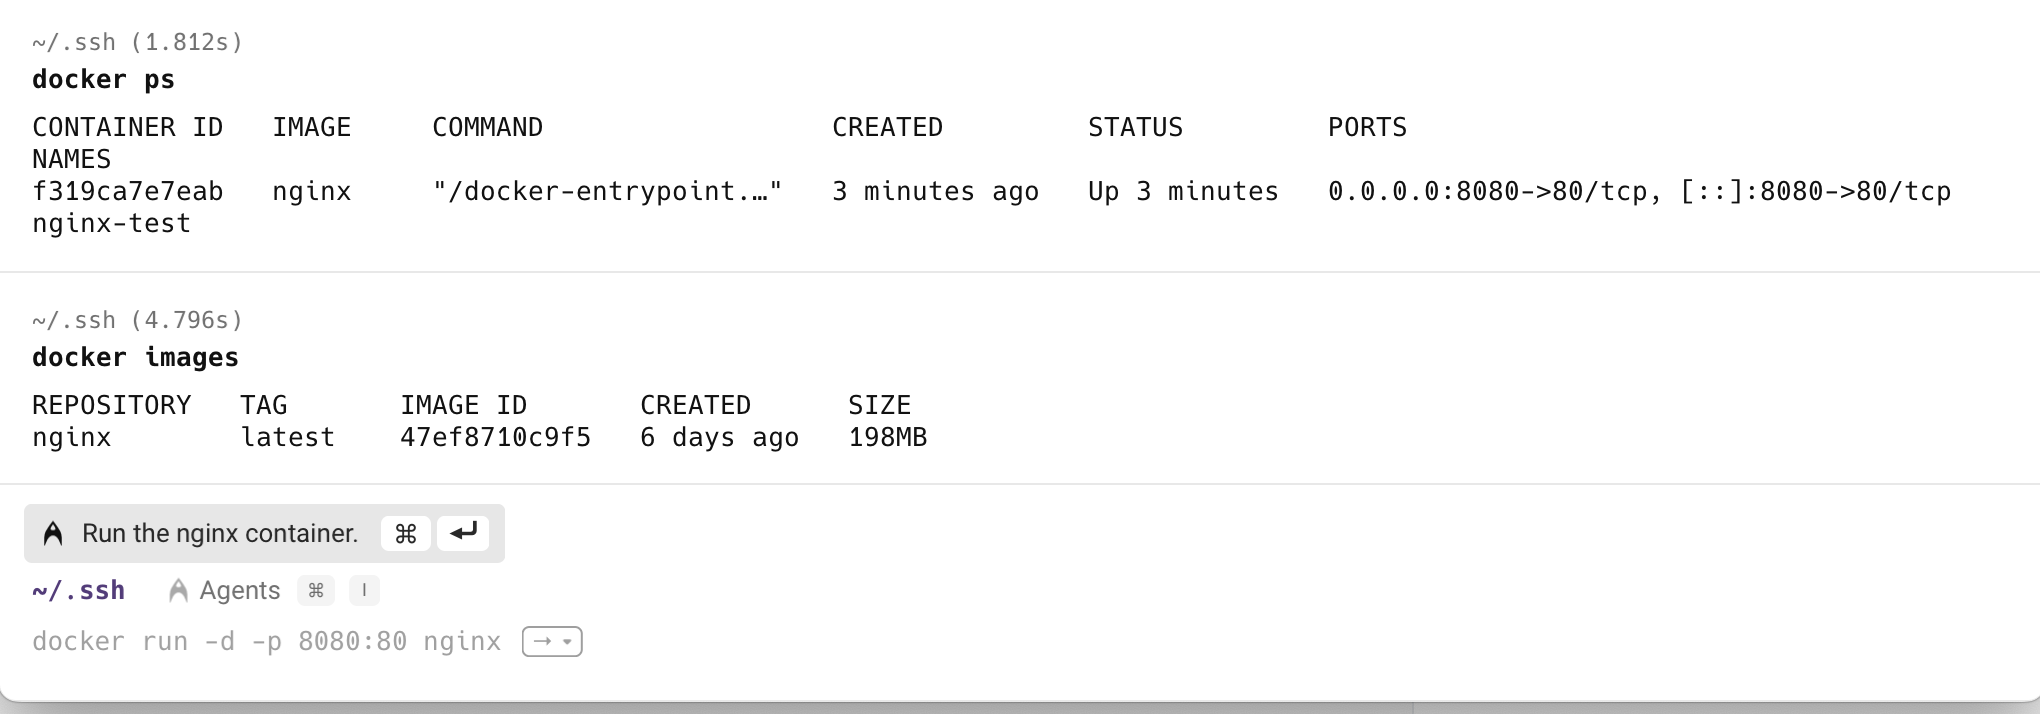 ~/.ssh (1.812s)
docker ps
CONTAINER ID   IMAGE     COMMAND                  CREATED         STATUS         PORTS
NAMES
f319ca7e7eab   nginx     "/docker-entrypoint.…"   3 minutes ago   Up 3 minutes   0.0.0.0:8080->80/tcp, [::]:8080->80/tcp
nginx-test
~/.ssh (4.796s)
docker images
REPOSITORY   TAG       IMAGE ID       CREATED      SIZE
nginx        latest    47ef8710c9f5   6 days ago   198MB
Run the nginx container. ⌘ ↵
~/.ssh Agents ⌘ I
docker run -d -p 8080:80 nginx →